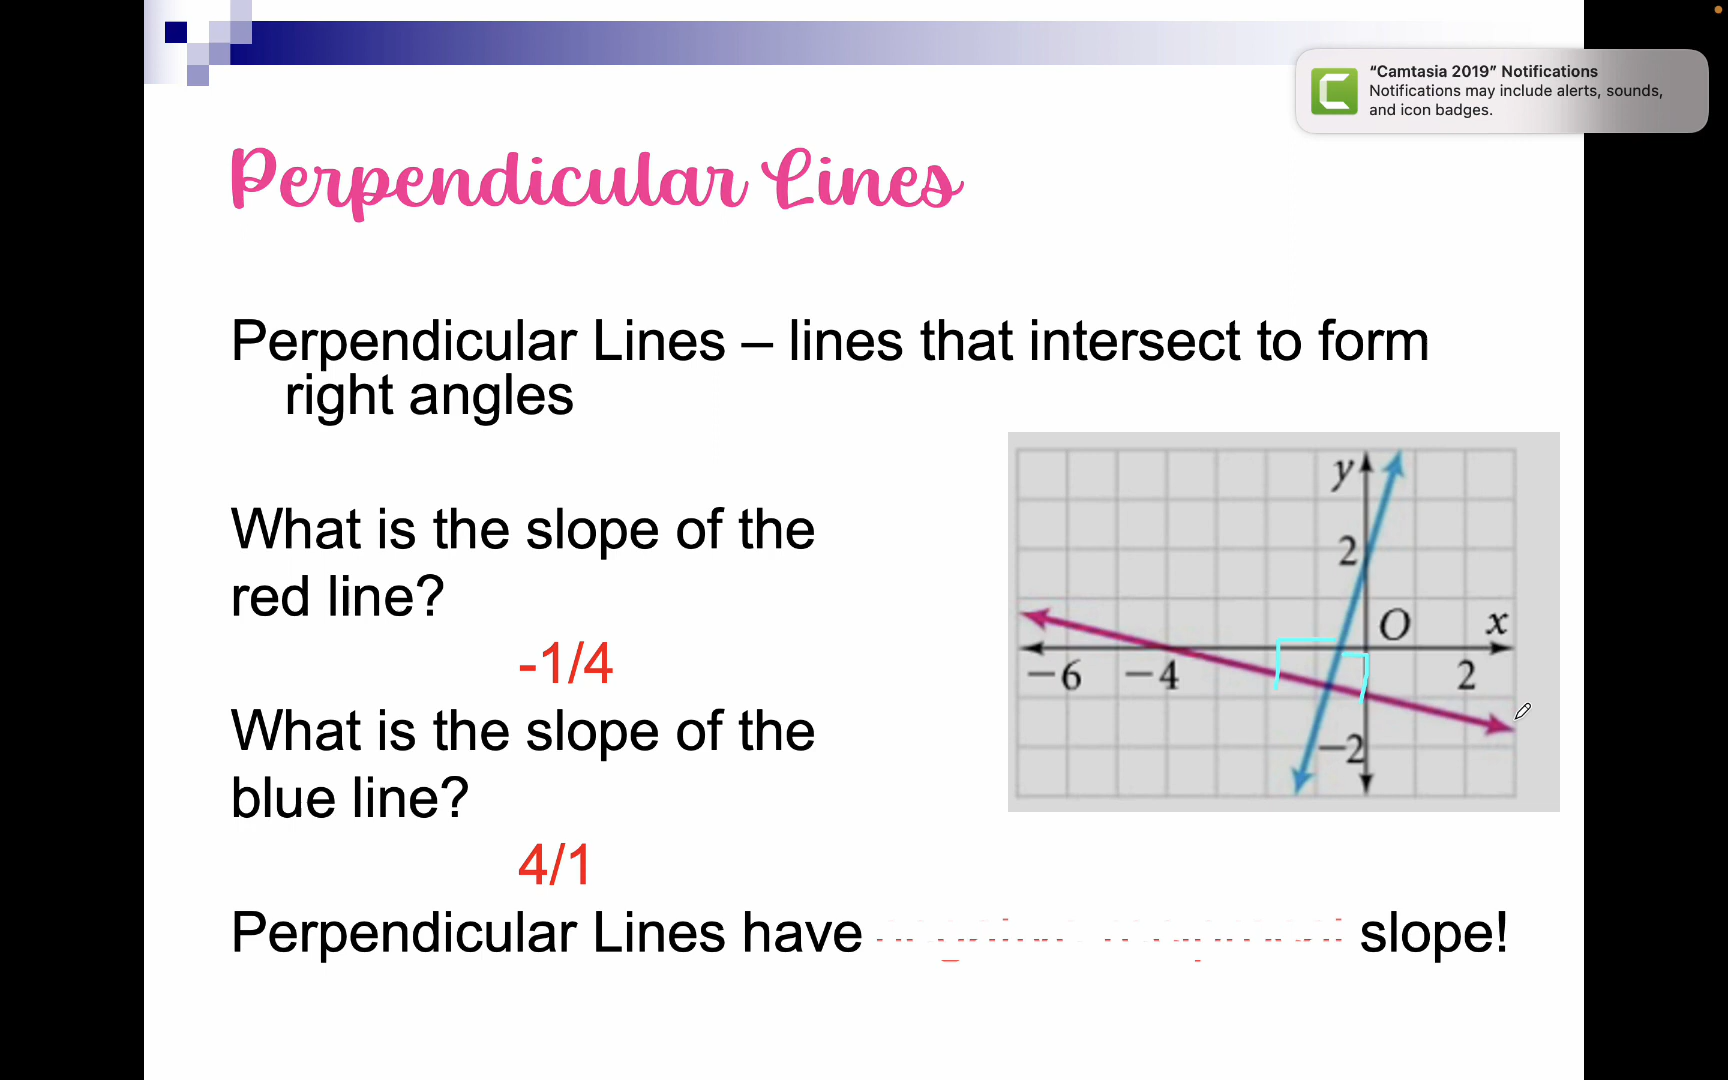 “Camtasia 2019” Notifications
Notifications may include alerts, sounds,
and icon badges.
Perpendicular Lines
Perpendicular Lines – lines that intersect to form
right angles
What is the slope of the
red line?
-1/4
What is the slope of the
blue line?
4/1
Perpendicular Lines have slope!
y
2
O x
−6 −4 2
−2